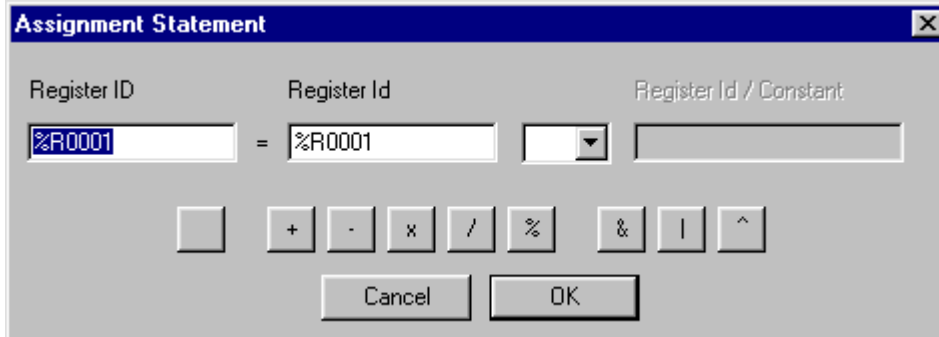 Assignment Statement
Register ID Register Id Register Id / Constant
%R0001 = %R0001
+ - x / % & | ^
Cancel OK